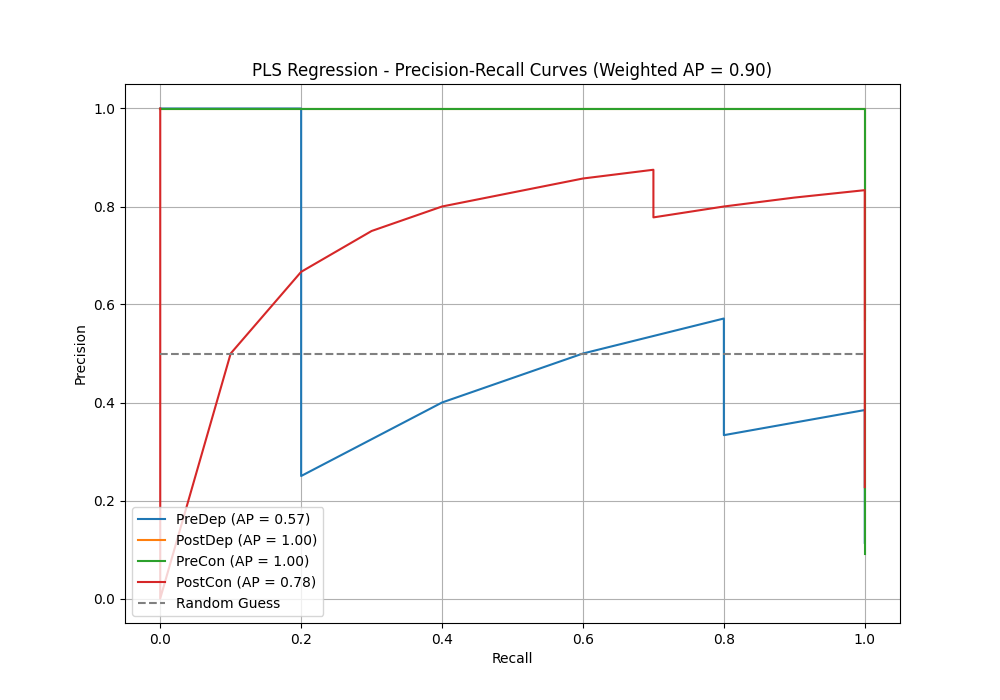 PLS Regression - Precision-Recall Curves (Weighted AP = 0.90)
1.0
0.8
0.6
0.4
0.2
0.0
Precision
PreDep (AP = 0.57)
PostDep (AP = 1.00)
PreCon (AP = 1.00)
PostCon (AP = 0.78)
Random Guess
0.0 0.2 0.4 0.6 0.8 1.0
Recall